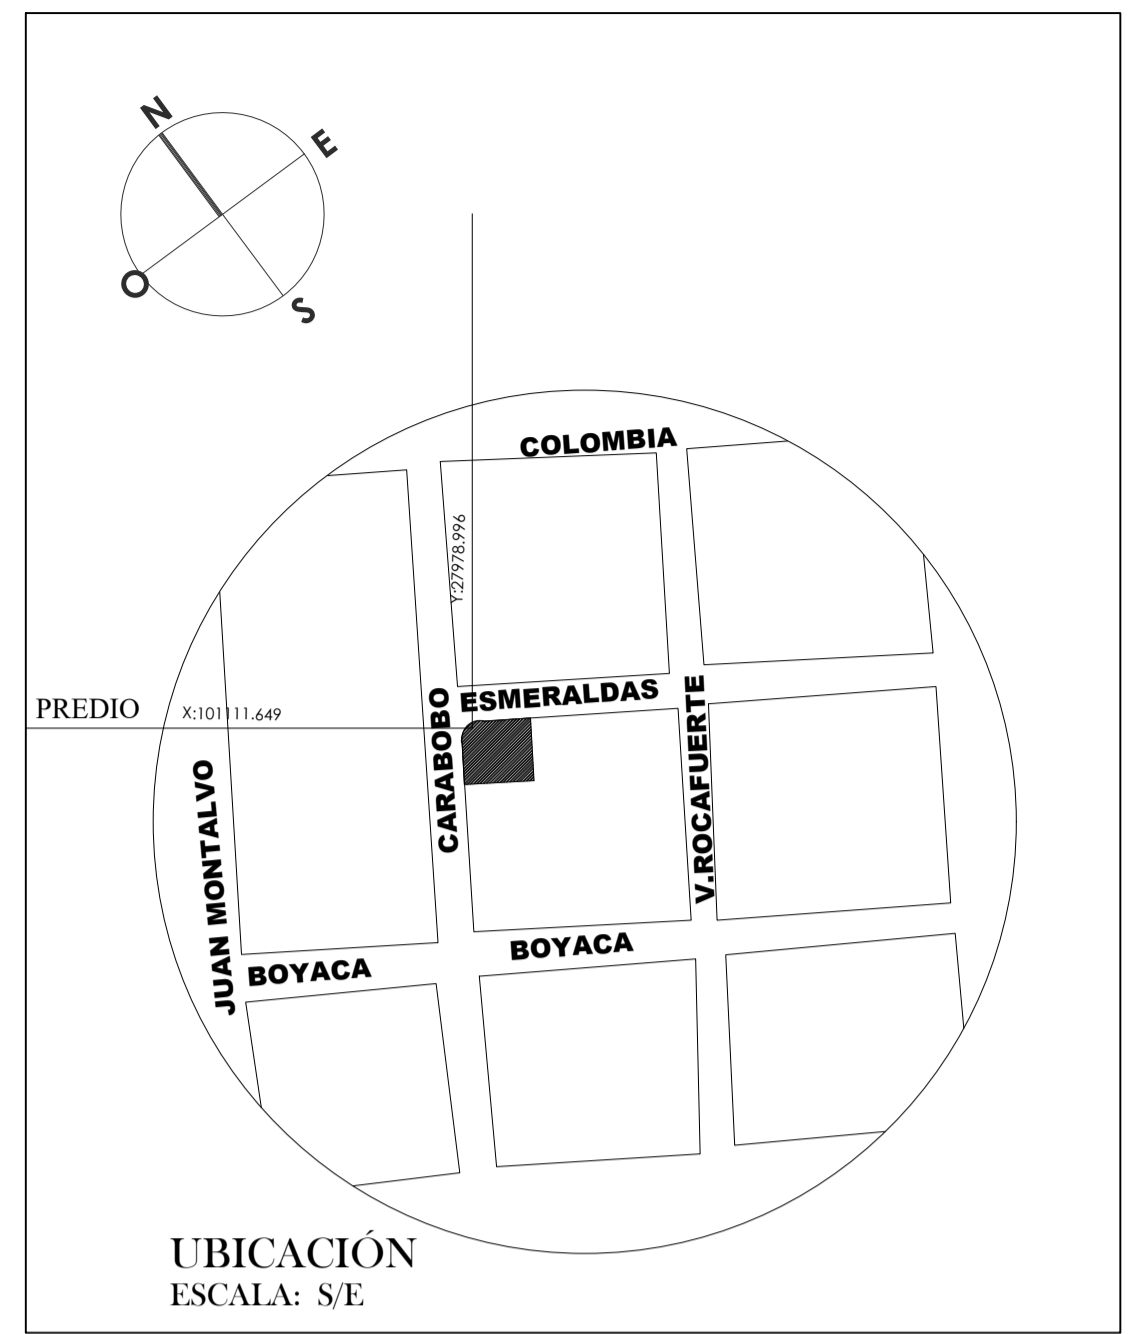 N
E
O
S
COLOMBIA
Y:27978.996
ESMERALDAS
PREDIO
X:101111.649
CARABOBO
V.ROCAFUERTE
JUAN MONTALVO
BOYACA
BOYACA
UBICACIÓN
ESCALA: S/E